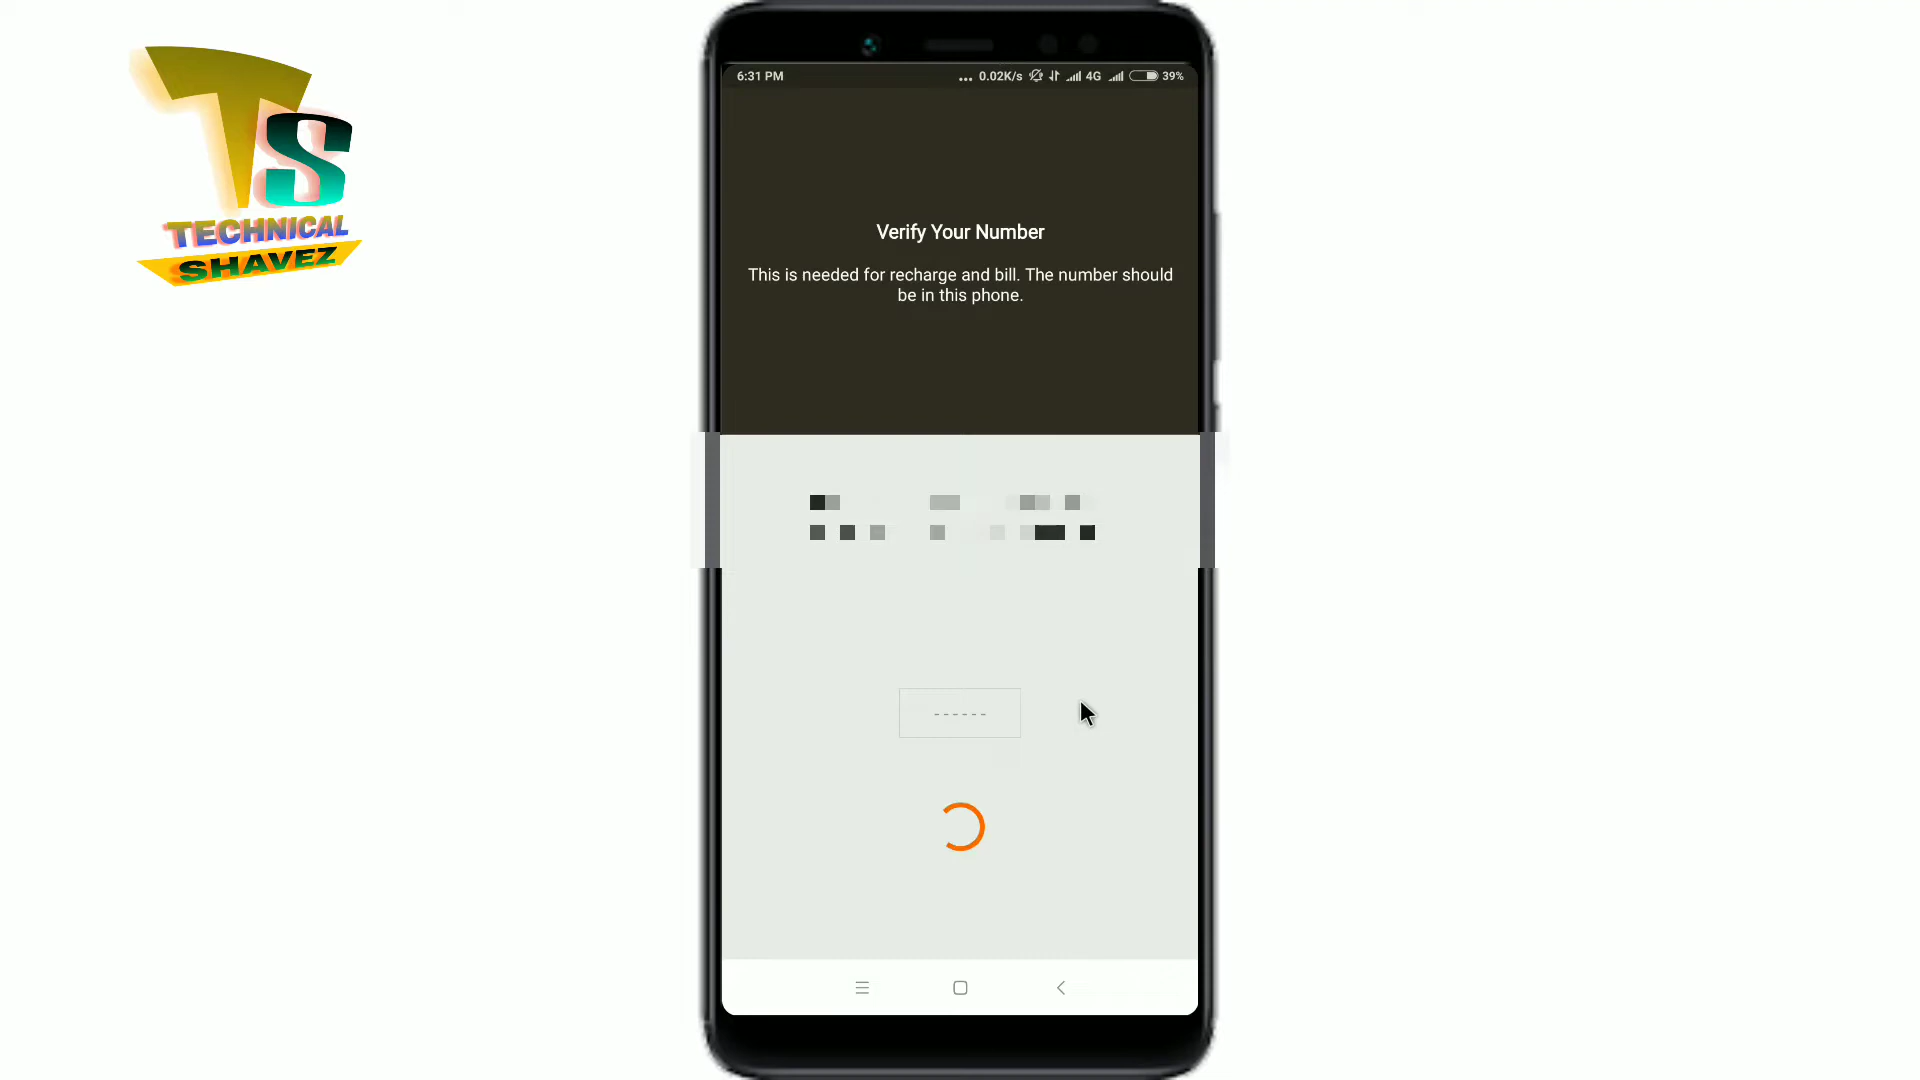 TS
TECHNICAL
SHAVEZ
6:31 PM
... 0.02K/s 4G 39%
Verify Your Number
This is needed for recharge and bill. The number should
be in this phone.
------